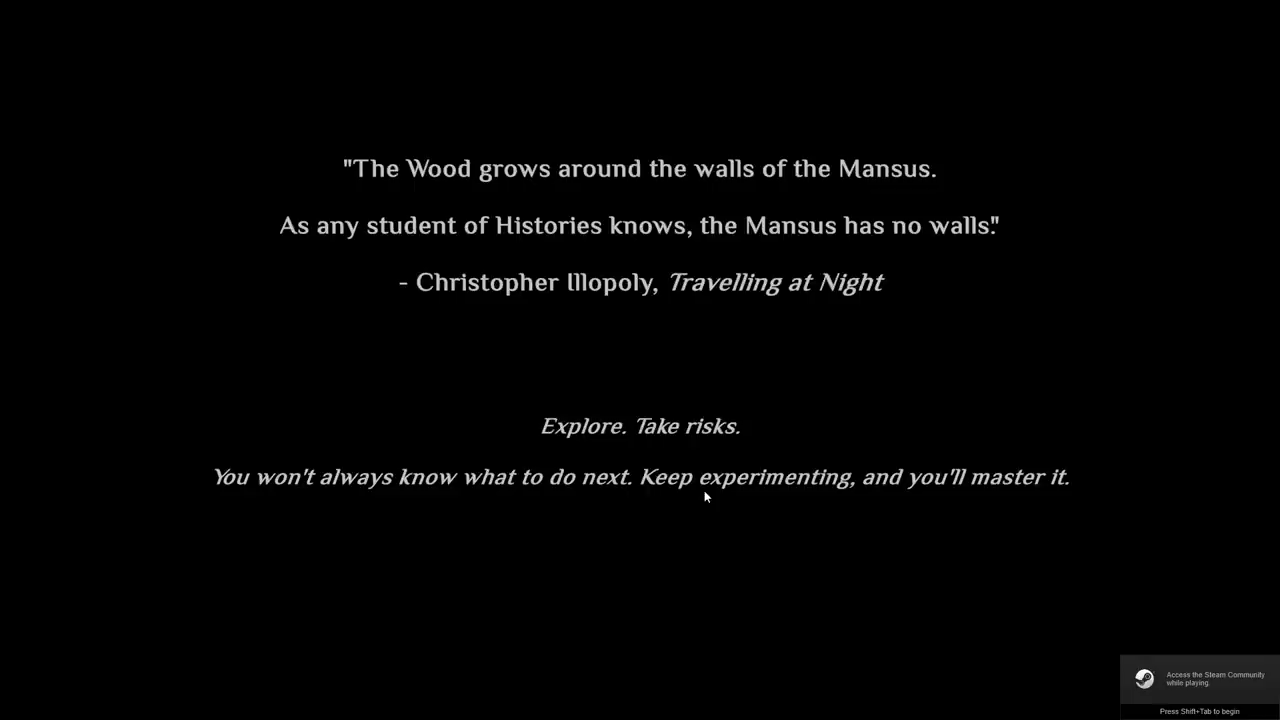 "The Wood grows around the walls of the Mansus.
As any student of Histories knows, the Mansus has no walls."
- Christopher Illopoly, Travelling at Night
Explore. Take risks.
You won't always know what to do next. Keep experimenting, and you'll master it.
Access the Steam Community
while playing.
Press Shift+Tab to begin